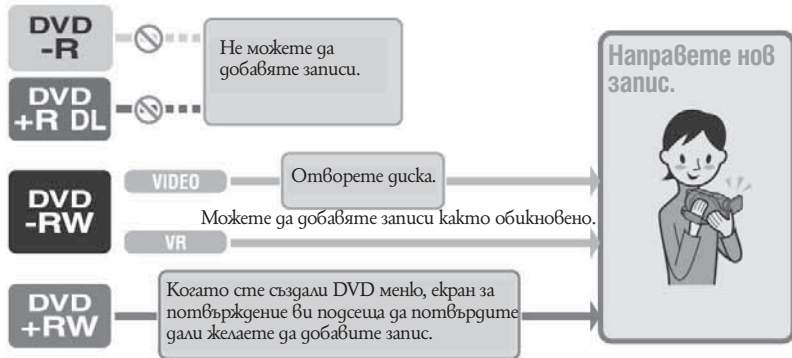 DVD
-R
Не можете да
добавяте записи.
DVD
+R DL
Направете нов
запис.
DVD
-RW
VIDEO
Отворете диска.
Можете да добавяте записи както обикновено.
VR
DVD
+RW
Когато сте създали DVD меню, екран за
потвърждение ви подсеща да потвърдите
дали желаете да добавите запис.